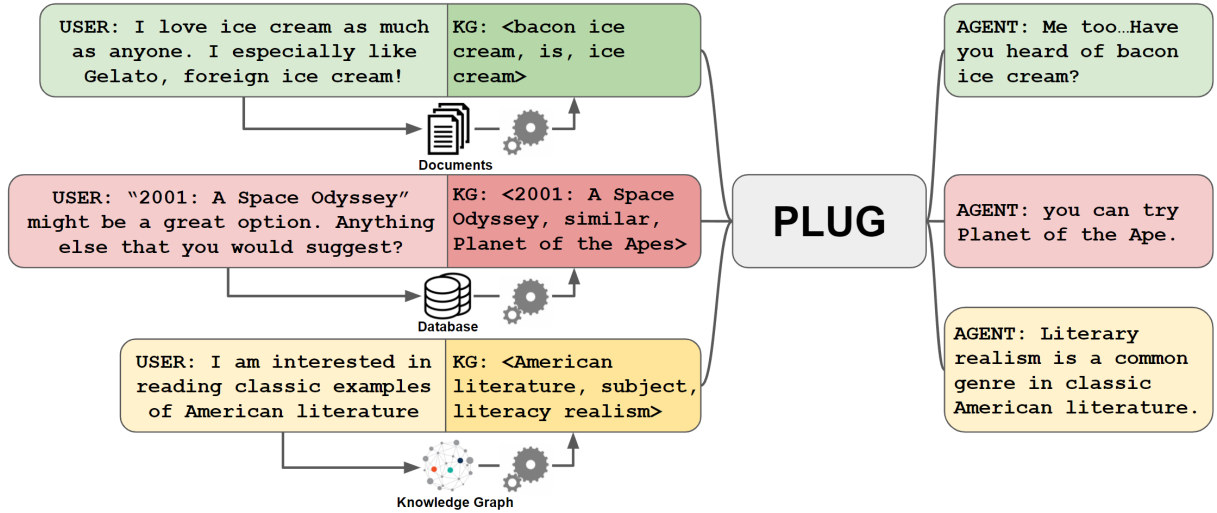 USER: I love ice cream as much
as anyone. I especially like
Gelato, foreign ice cream!
KG: <bacon ice
cream, is, ice
cream>
Documents
USER: “2001: A Space Odyssey”
might be a great option. Anything
else that you would suggest?
KG: <2001: A Space
Odyssey, similar,
Planet of the Apes>
Database
USER: I am interested in
reading classic examples
of American literature
KG: <American
literature, subject,
literacy realism>
Knowledge Graph
PLUG
AGENT: Me too…Have
you heard of bacon
ice cream?
AGENT: you can try
Planet of the Ape.
AGENT: Literary
realism is a common
genre in classic
American literature.